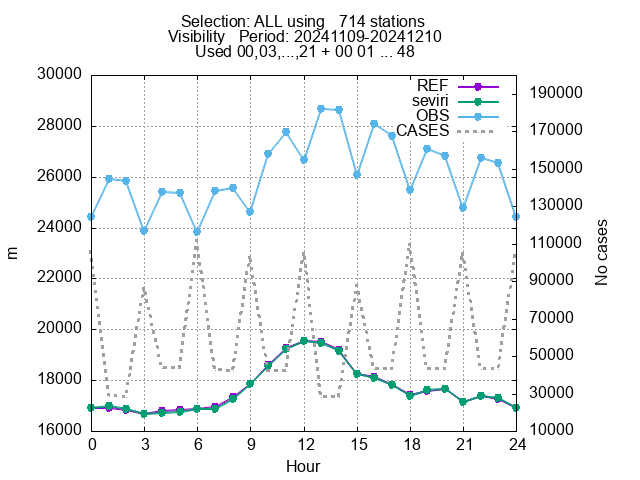 Selection: ALL using   714 stations
Visibility   Period: 20241109-20241210
Used 00,03,...,21 + 00 01 ... 48
30000
28000
26000
24000
22000
20000
18000
16000
m
REF
seviri
OBS
CASES
190000
170000
150000
130000
110000
90000
70000
50000
30000
10000
No cases
0 3 6 9 12 15 18 21 24
Hour